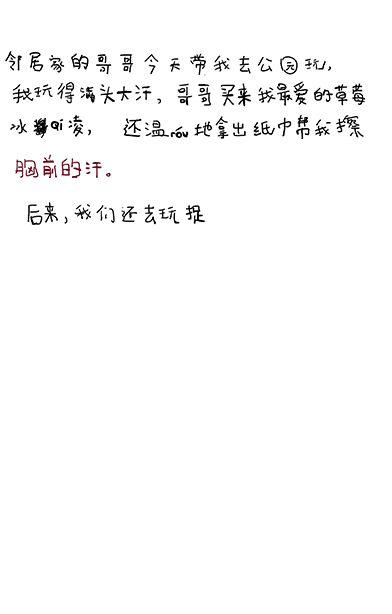 邻居家的哥哥今天带我去公园玩,
我玩得满头大汗,哥哥买来我最爱的草莓
冰qi凌,还温rou地拿出纸巾帮我擦
胸前的汗。
后来,我们还去玩捉